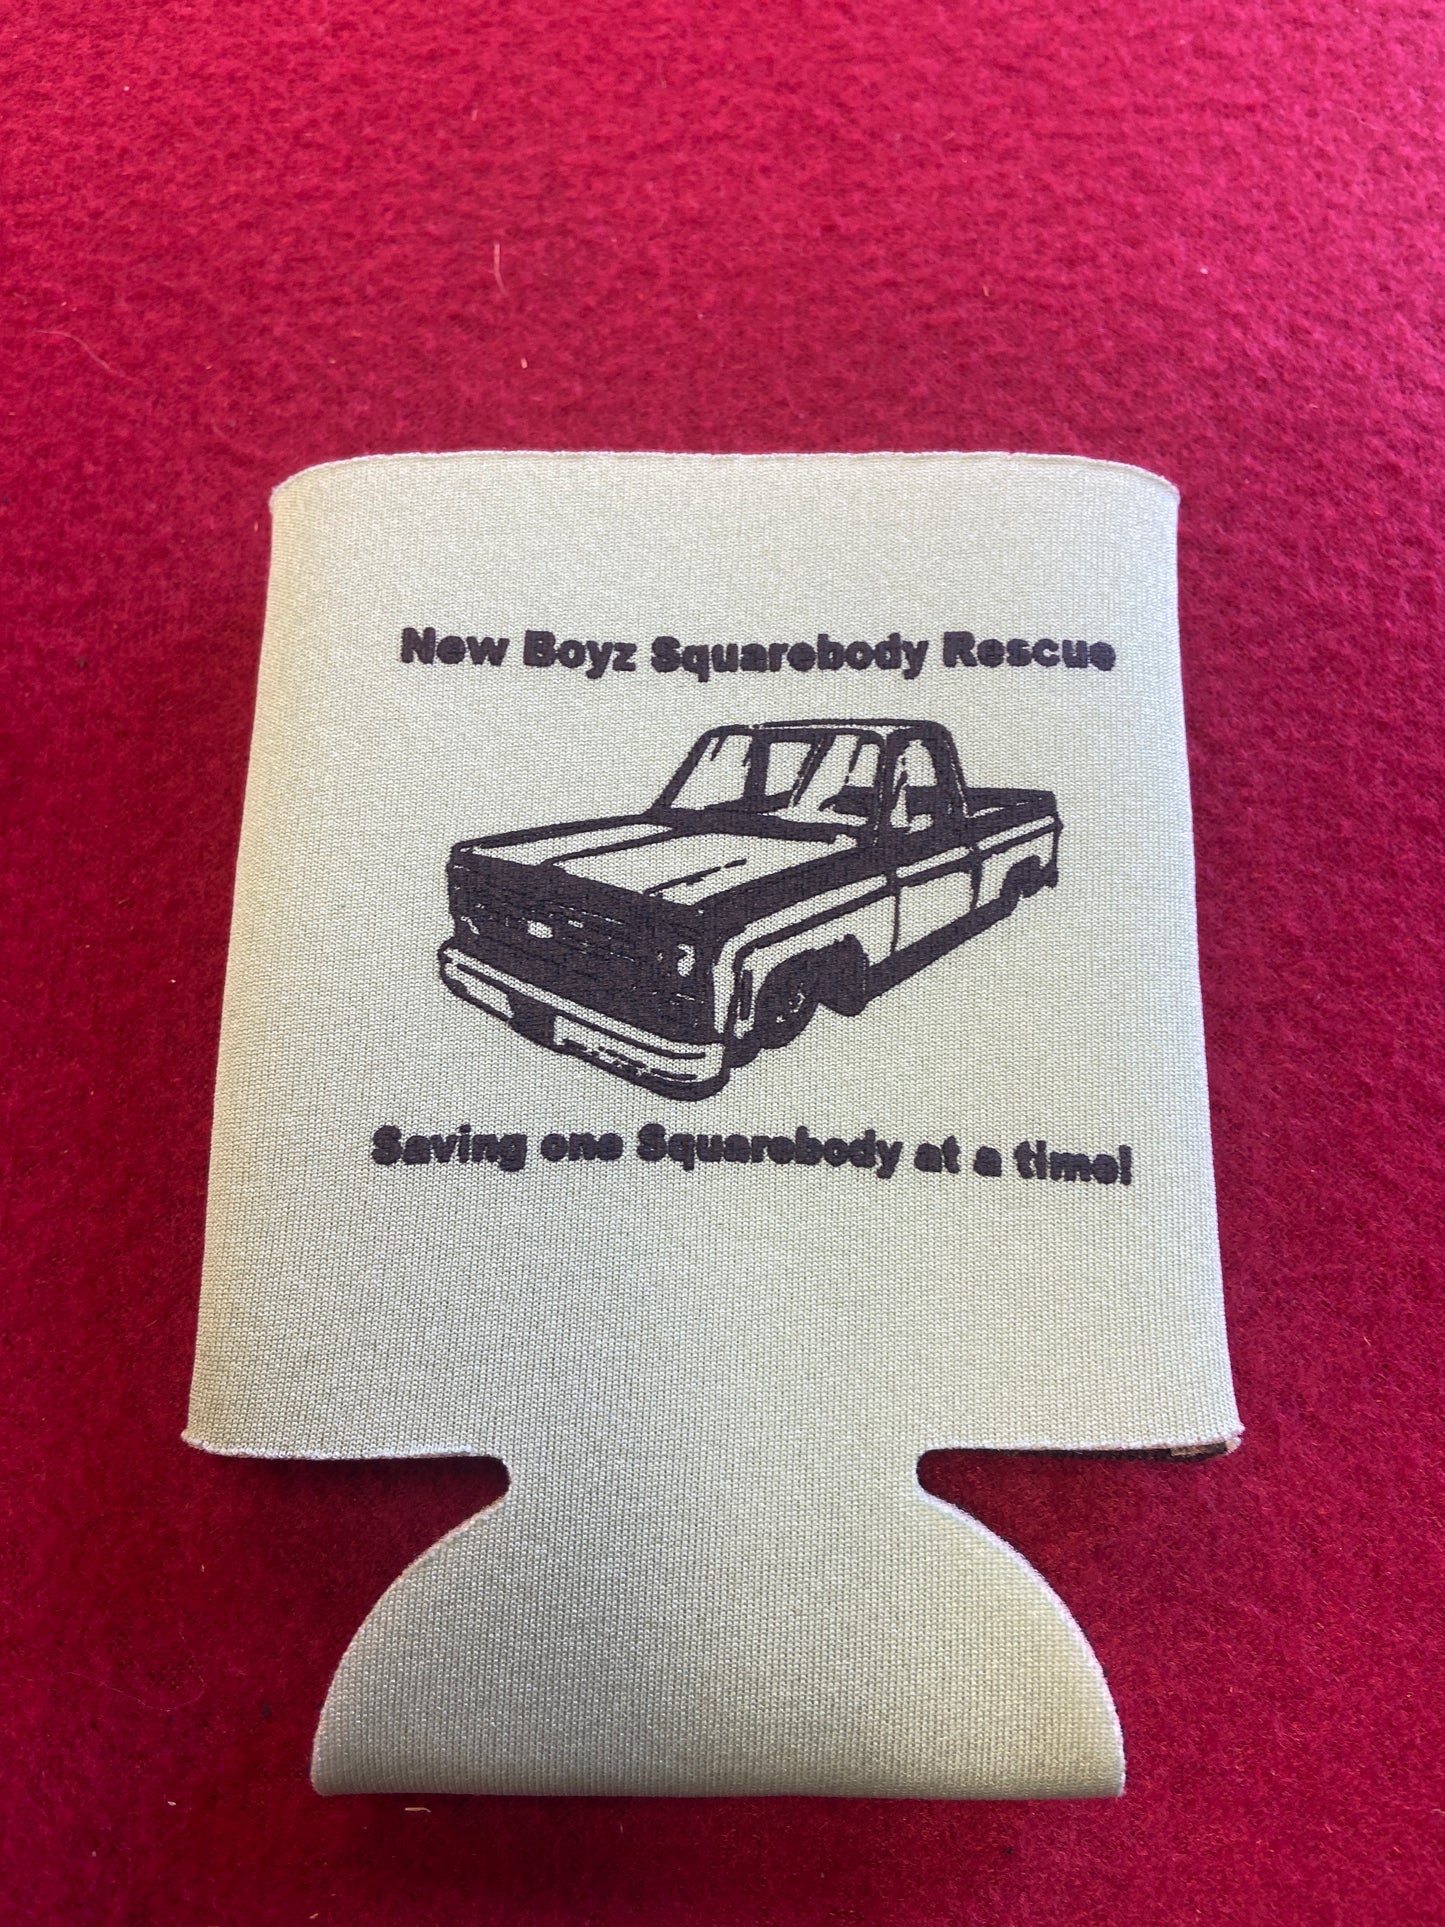 New Boyz Squarebody Rescue
Saving one Squarebody at a time!